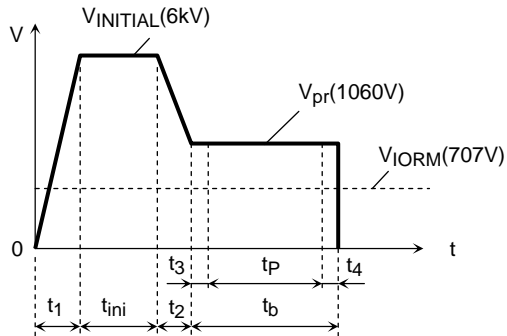 V
VINITIAL(6kV)
Vpr(1060V)
VIORM(707V)
0
t
t3
tP
t4
t1
tini
t2
tb